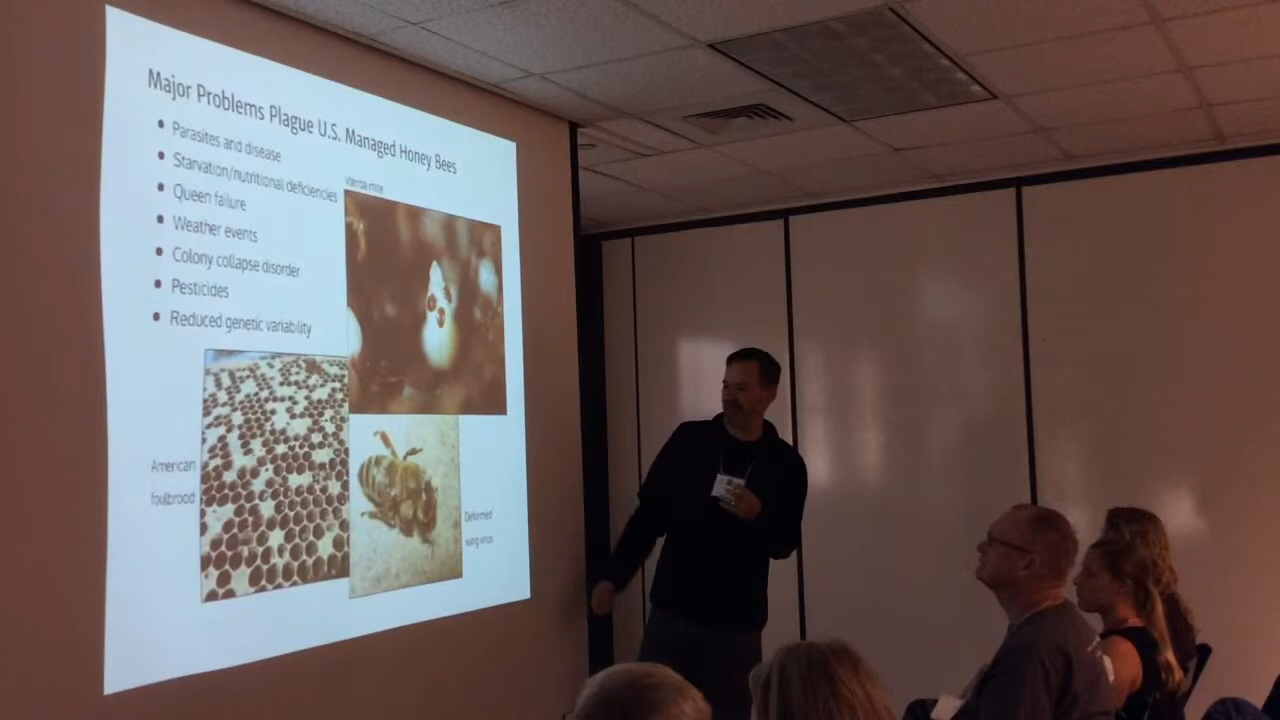 Major Problems Plague U.S. Managed Honey Bees
Parasites and disease
Starvation/nutritional deficiencies
Queen failure
Weather events
Colony collapse disorder
Pesticides
Reduced genetic variability
Varroa mite
American
foulbrood
Deformed
wing virus